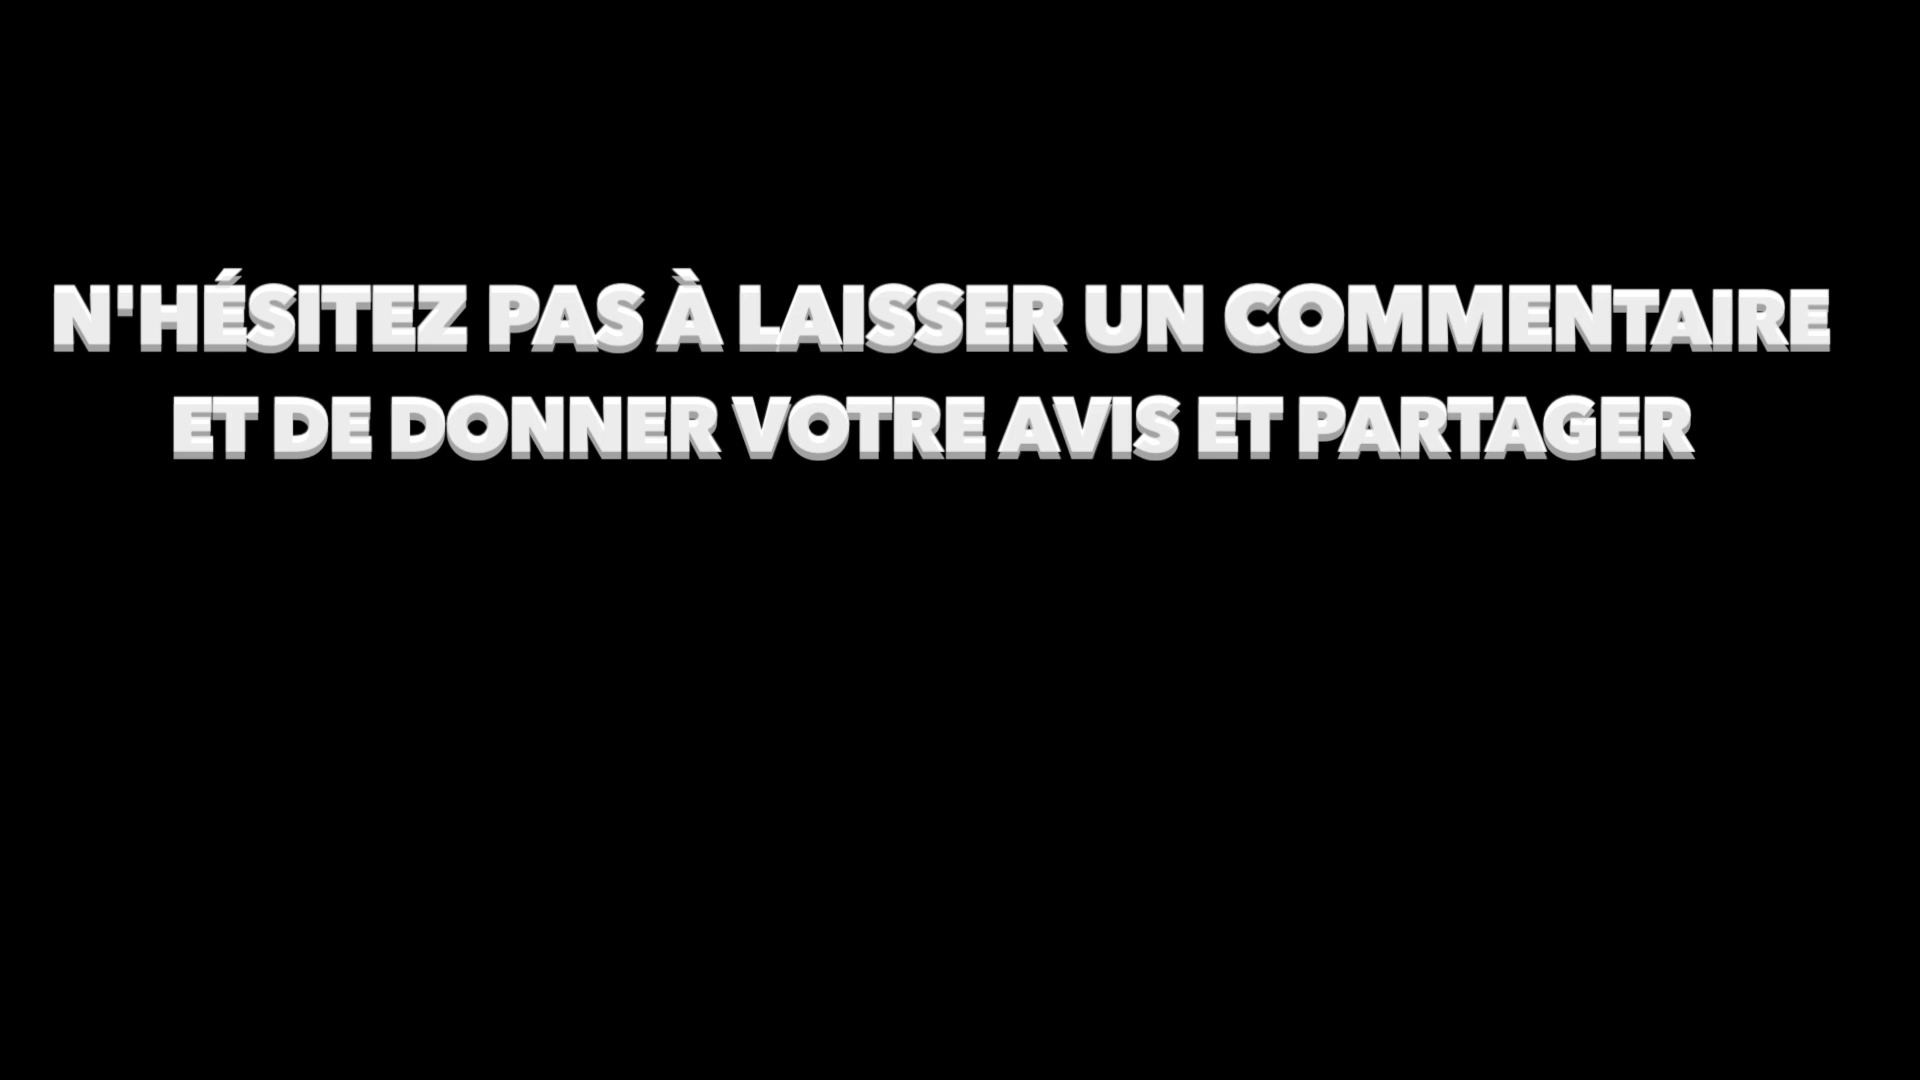 N'HÉSITEZ PAS À LAISSER UN COMMENTAIRE
ET DE DONNER VOTRE AVIS ET PARTAGER